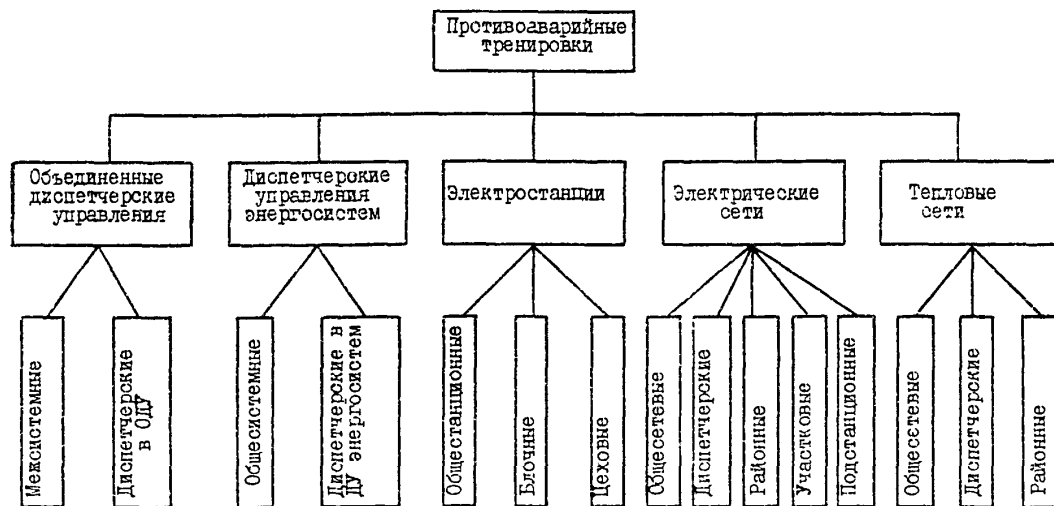 Противоаварийные
тренировки
Объединенные
диспетчерские
управления
Диспетчерские
управления
энергосистем
Электростанции
Электрические
сети
Тепловые
сети
Межсистемные
Диспетчерские
в ОДУ
Общесистемные
Диспетчерские в
ДУ энергосистем
Общестанционные
Блочные
Цеховые
Общесетевые
Диспетчерские
Районные
Участковые
Подстанционные
Общесетевые
Диспетчерские
Районные